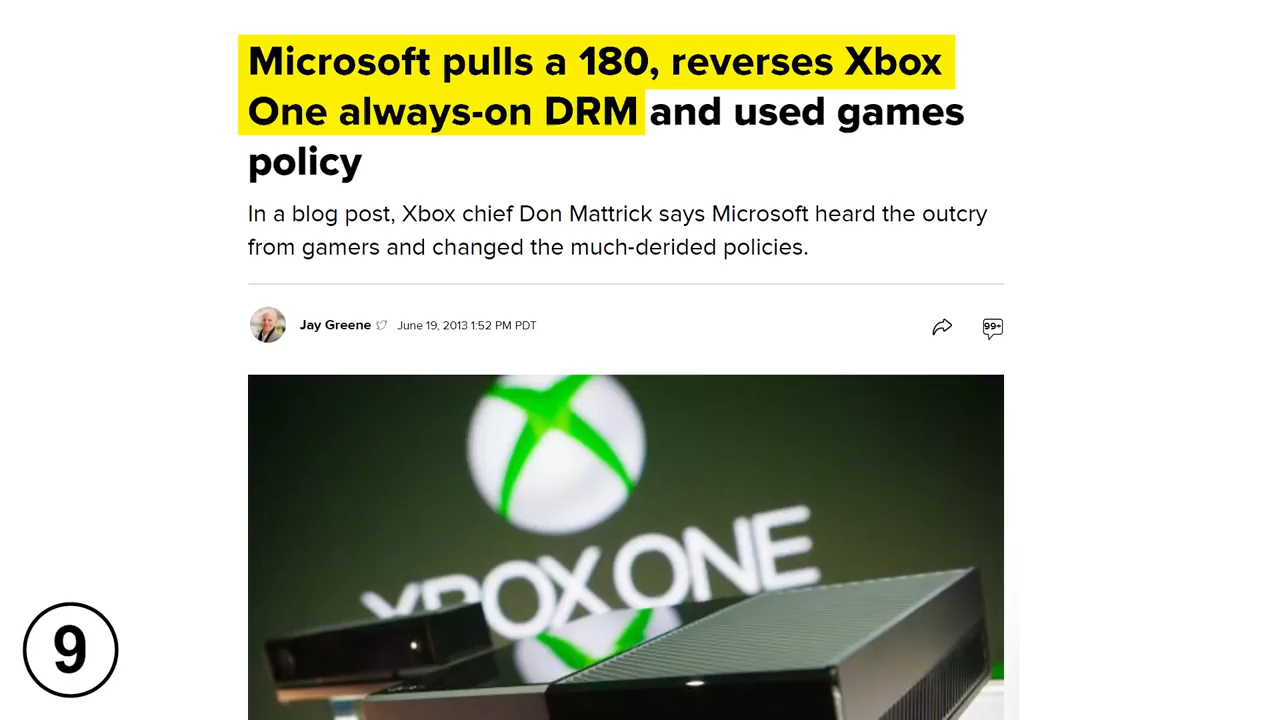 Microsoft pulls a 180, reverses Xbox
One always-on DRM and used games
policy
In a blog post, Xbox chief Don Mattrick says Microsoft heard the outcry
from gamers and changed the much-derided policies.
Jay Greene June 19, 2013 1:52 PM PDT
99+
XBOX ONE
9